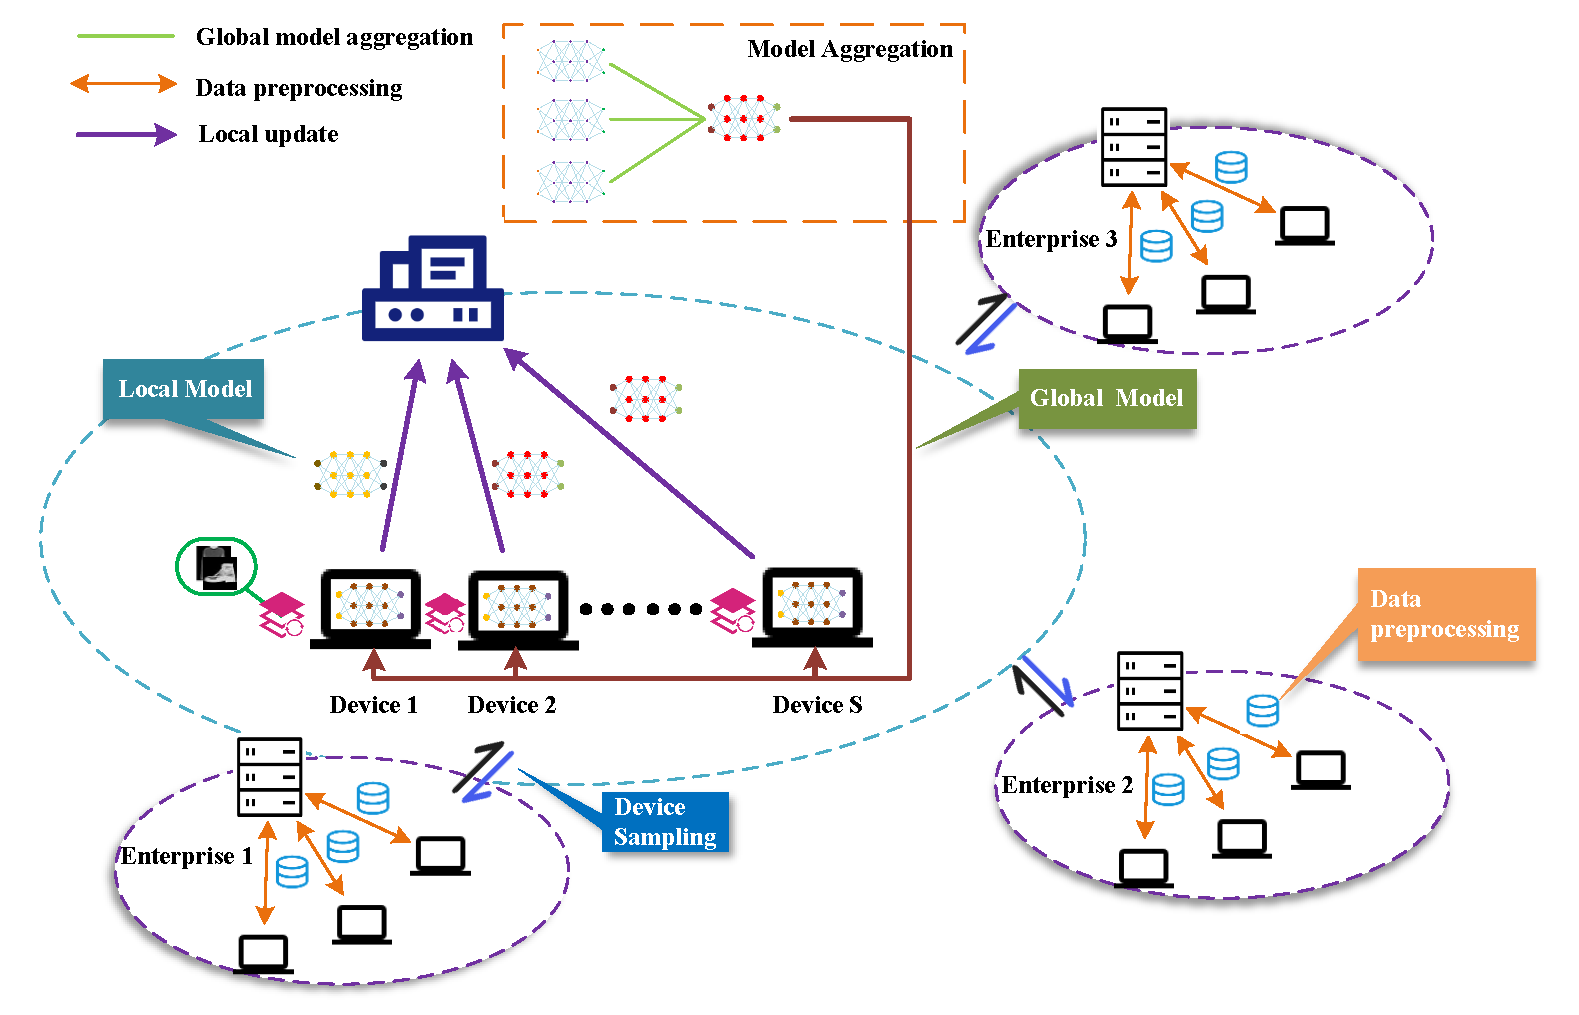 Global model aggregation
Data preprocessing
Local update
Model Aggregation
Enterprise 3
Local Model
Global  Model
Data
preprocessing
Device 1
Device 2
Device S
Enterprise 2
Device
Sampling
Enterprise 1